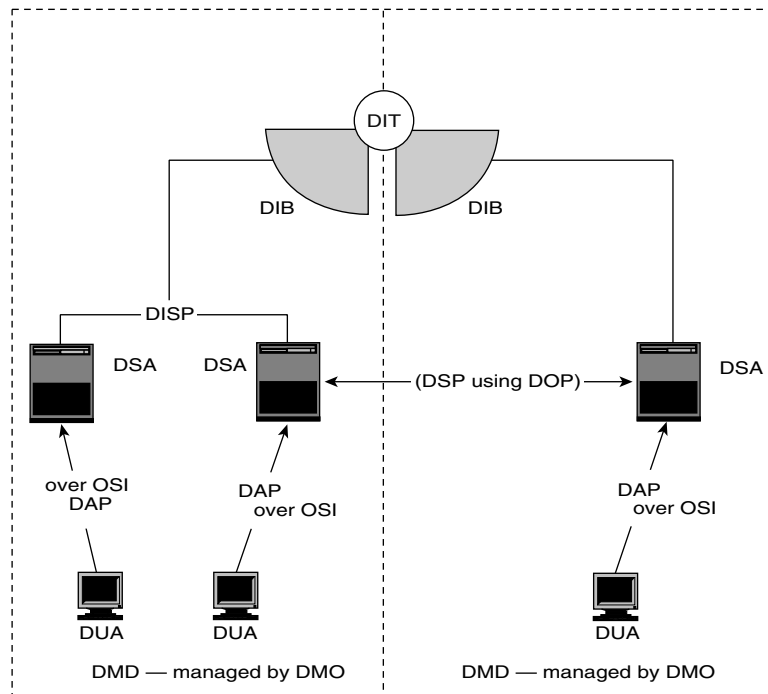 DIT
DIB
DIB
DISP
DSA
DSA
(DSP using DOP)
DSA
over OSI
DAP
DAP
over OSI
DAP
over OSI
DUA
DUA
DUA
DMD — managed by DMO
DMD — managed by DMO